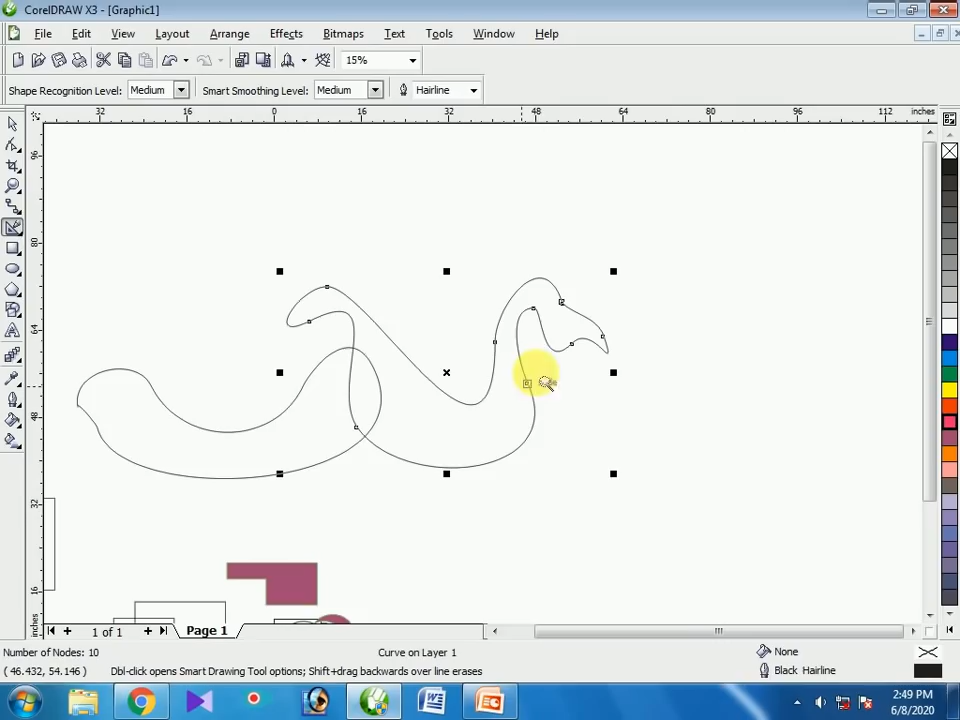 CorelDRAW X3 - [Graphic1]
File Edit View Layout Arrange Effects Bitmaps Text Tools Window Help
15%
Shape Recognition Level: Medium Smart Smoothing Level: Medium Hairline
32 16 0 16 32 48 64 80 96 112 inches
96
80
64
48
32
16
inches
1 of 1 Page 1
Number of Nodes: 10 Curve on Layer 1 None
( 46.432, 54.146 ) Dbl-click opens Smart Drawing Tool options; Shift+drag backwards over line erases Black Hairline
2:49 PM
6/8/2020